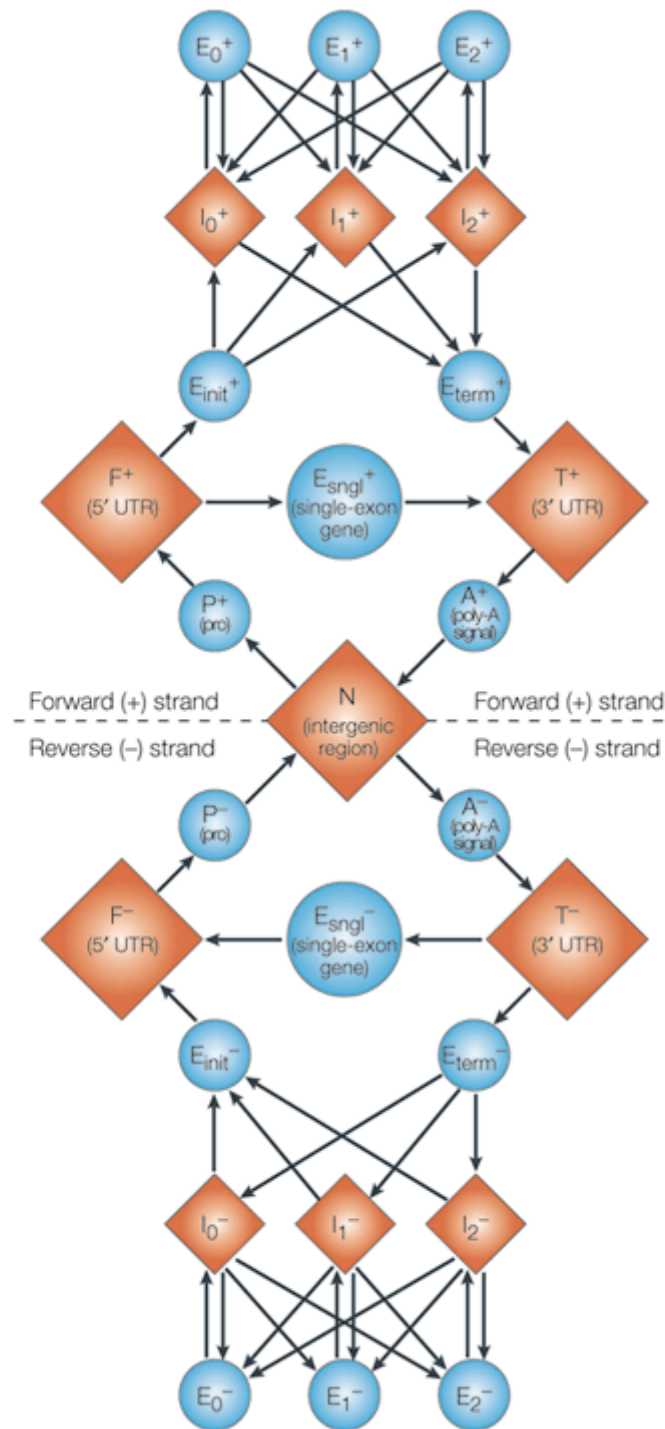 E0+ E1+ E2+
I0+ I1+ I2+
Einit+ Eterm+
F+
(5′ UTR)
Esngl+
(single-exon
gene)
T+
(3′ UTR)
P+
(pro)
A+
(poly-A
signal)
Forward (+) strand
N
(intergenic
region)
Forward (+) strand
Reverse (–) strand
Reverse (–) strand
P–
(pro)
A–
(poly-A
signal)
F–
(5′ UTR)
Esngl–
(single-exon
gene)
T–
(3′ UTR)
Einit– Eterm–
I0– I1– I2–
E0– E1– E2–